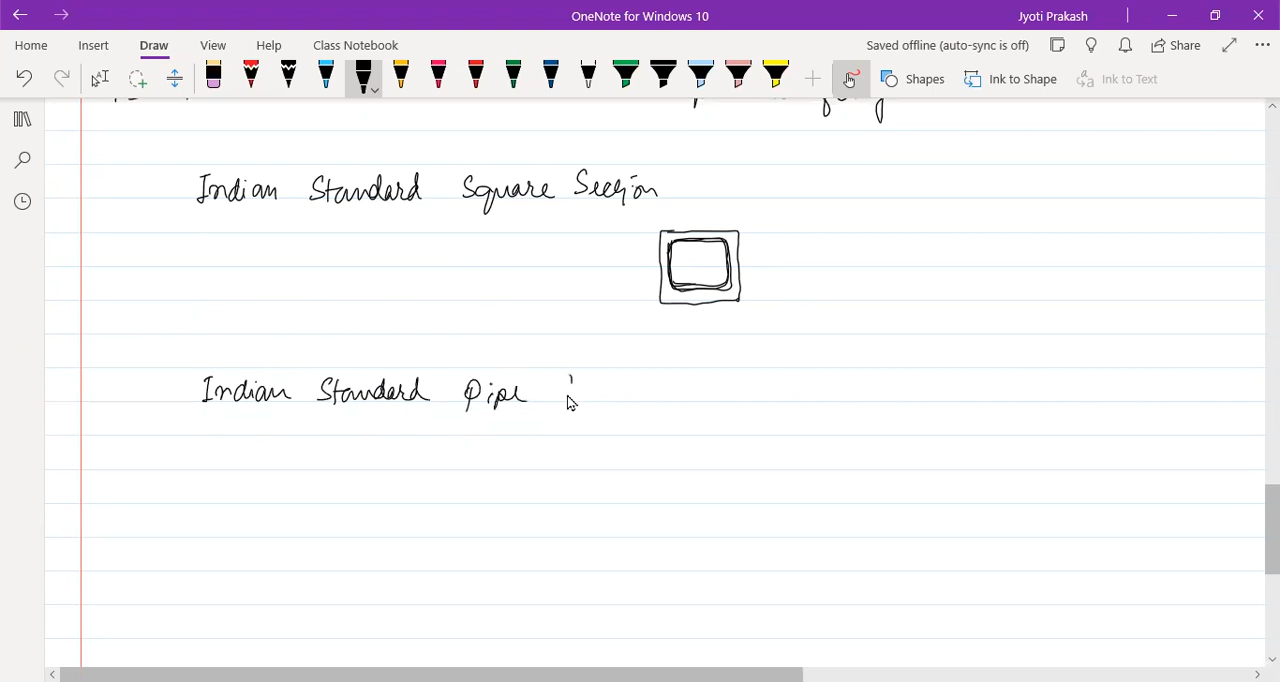 OneNote for Windows 10
Jyoti Prakash
Home Insert Draw View Help Class Notebook
Saved offline (auto-sync is off) Share
Shapes Ink to Shape Ink to Text
Indian Standard Square Section
Indian Standard Pipe